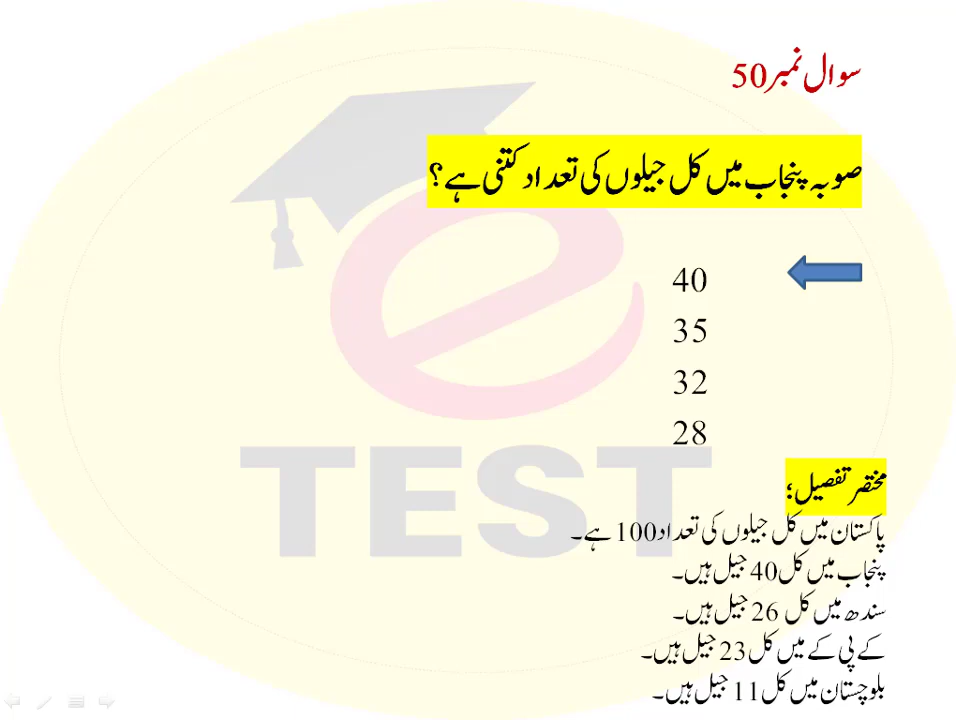 سوال نمبر50
صوبہ پنجاب میں کل جیلوں کی تعداد کتنی ہے؟
40
35
32
28
e
TEST
مختصر تفصیل؛
پاکستان میں کل جیلوں کی تعداد100 ہے۔
پنجاب میں کل40 جیل ہیں۔
سندھ میں کل 26 جیل ہیں۔
کے پی کے میں کل 23 جیل ہیں۔
بلوچستان میں کل 11 جیل ہیں۔